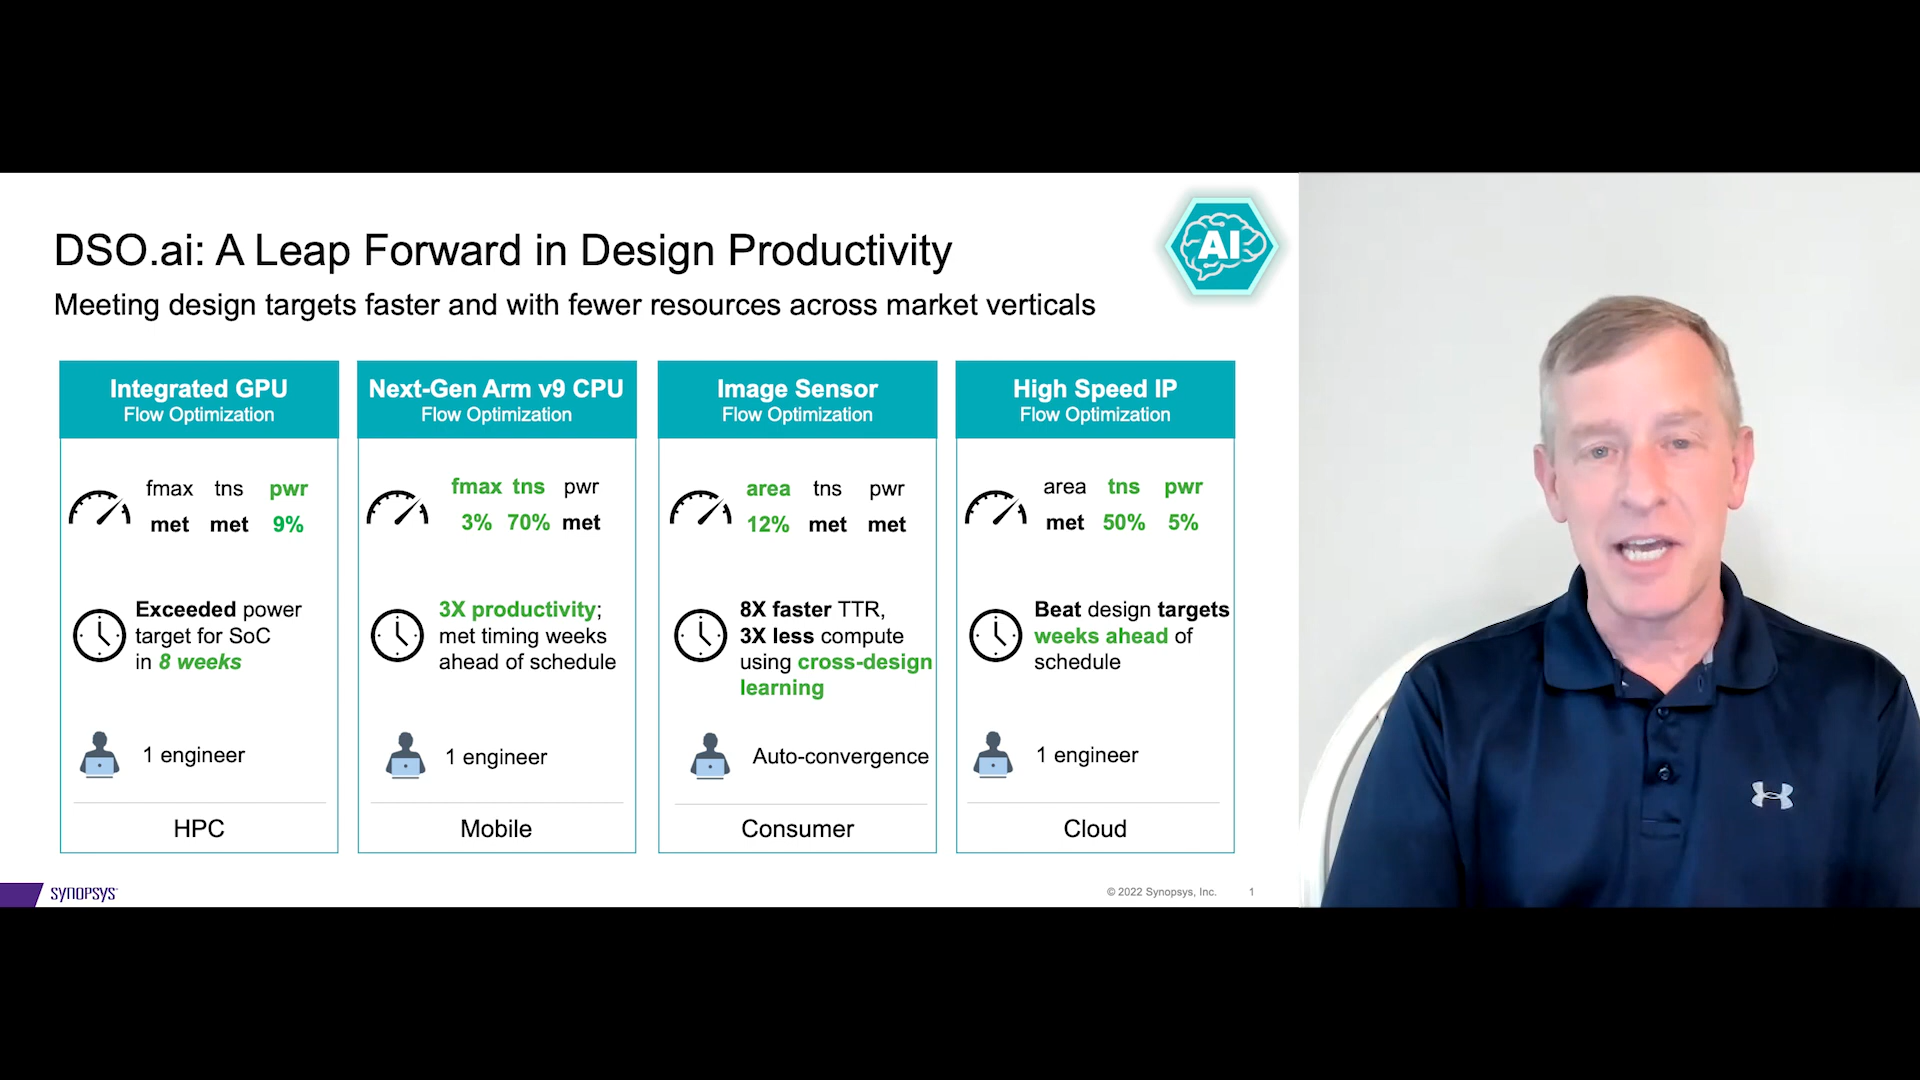 DSO.ai: A Leap Forward in Design Productivity
Meeting design targets faster and with fewer resources across market verticals
AI
Integrated GPU
Flow Optimization
fmax tns pwr
met met 9%
Exceeded power
target for SoC
in 8 weeks
1 engineer
HPC
Next-Gen Arm v9 CPU
Flow Optimization
fmax tns pwr
3% 70% met
3X productivity;
met timing weeks
ahead of schedule
1 engineer
Mobile
Image Sensor
Flow Optimization
area tns pwr
12% met met
8X faster TTR,
3X less compute
using cross-design
learning
Auto-convergence
Consumer
High Speed IP
Flow Optimization
area tns pwr
met 50% 5%
Beat design targets
weeks ahead of
schedule
1 engineer
Cloud
SYNOPSYS
© 2022 Synopsys, Inc. 1